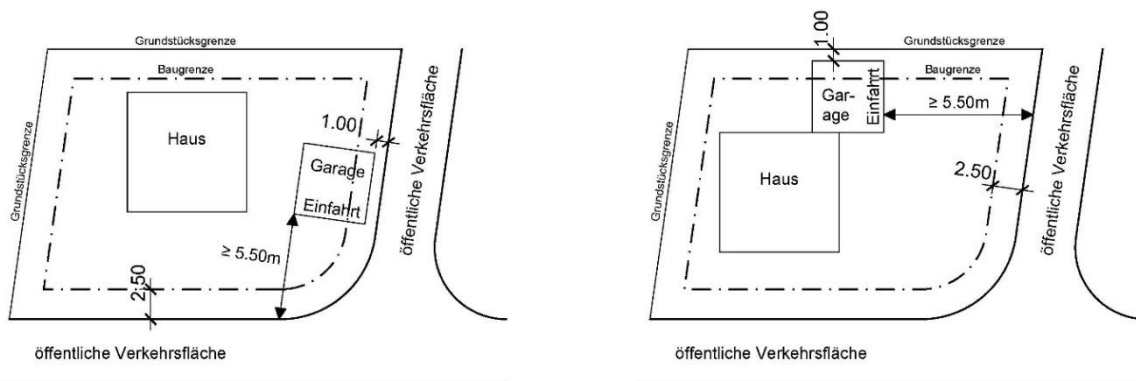 Grundstücksgrenze
Baugrenze
Grundstücksgrenze
Haus
1.00
Garage
Einfahrt
≥ 5.50m
2.50
öffentliche Verkehrsfläche
öffentliche Verkehrsfläche
1.00
Grundstücksgrenze
Baugrenze
Grundstücksgrenze
Gar-
age
Einfahrt
≥ 5.50m
Haus
2.50
öffentliche Verkehrsfläche
öffentliche Verkehrsfläche